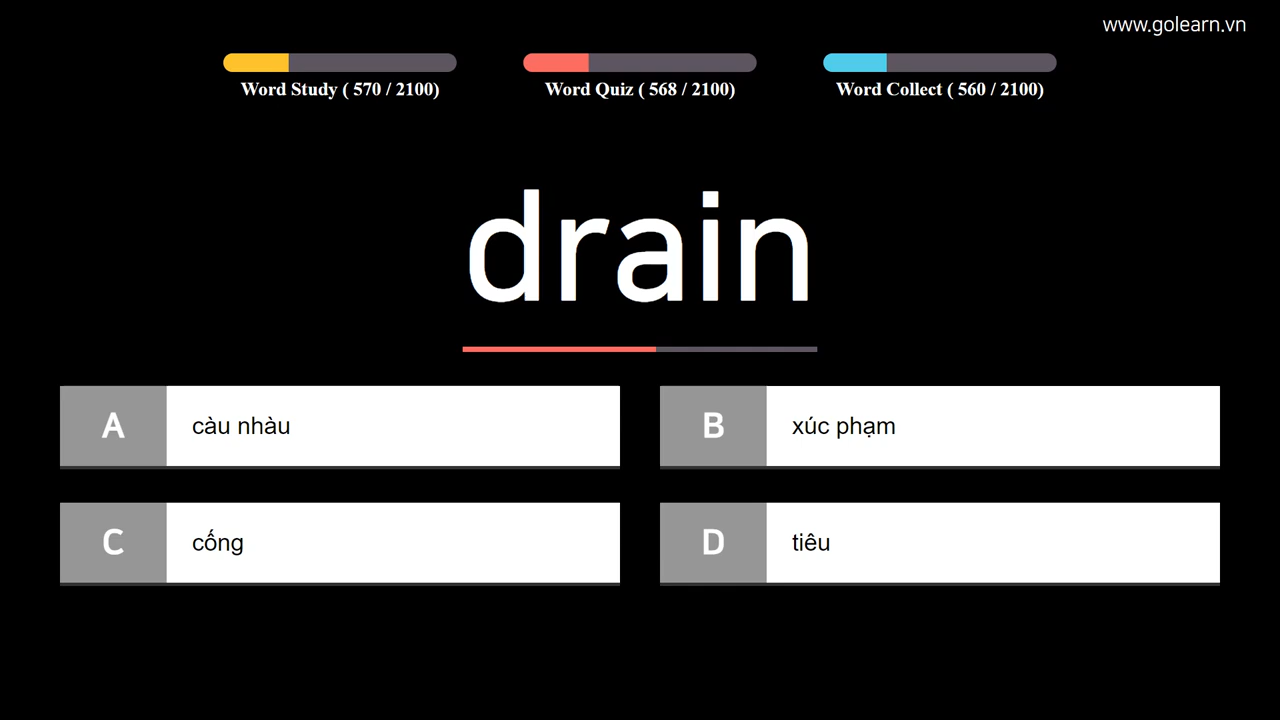 www.golearn.vn
Word Study ( 570 / 2100)
Word Quiz ( 568 / 2100)
Word Collect ( 560 / 2100)
drain
A càu nhàu
B xúc phạm
C cống
D tiêu